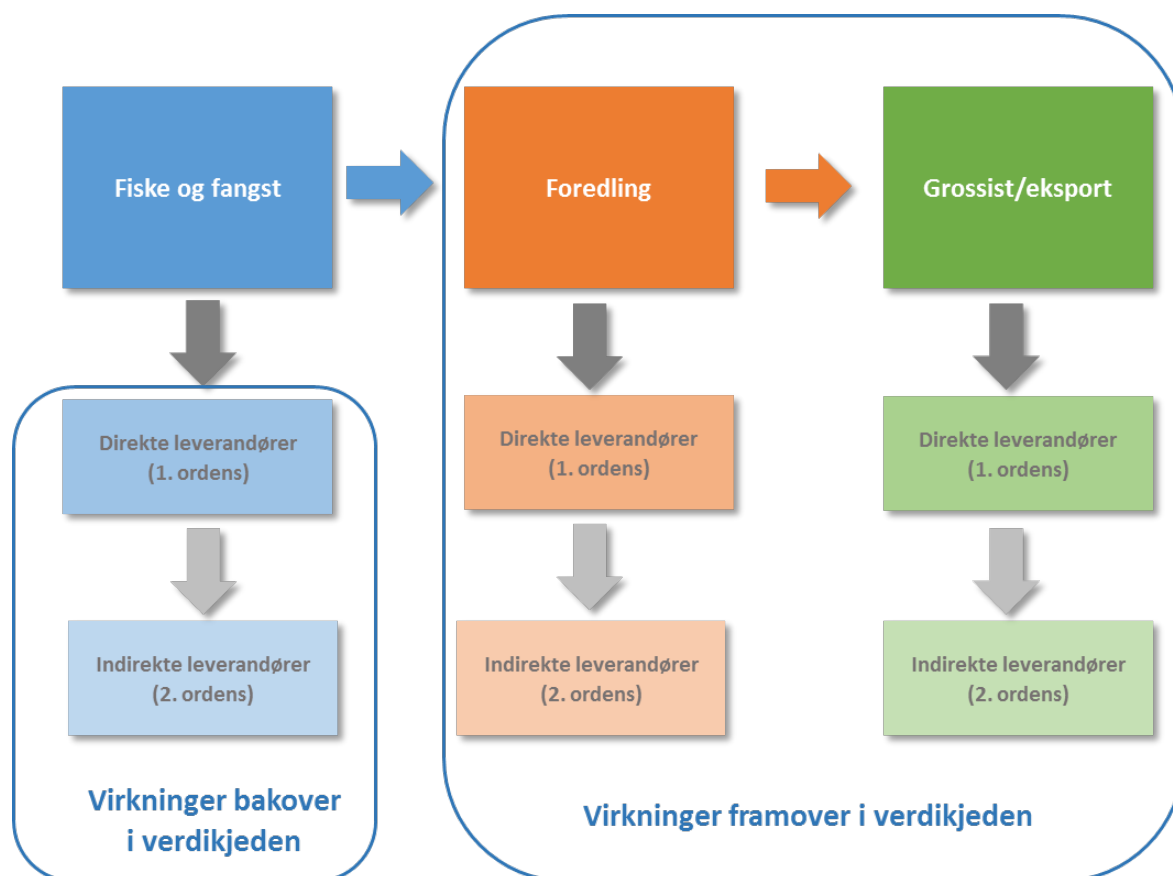 Fiske og fangst
Foredling
Grossist/eksport
Direkte leverandører
(1. ordens)
Direkte leverandører
(1. ordens)
Direkte leverandører
(1. ordens)
Indirekte leverandører
(2. ordens)
Indirekte leverandører
(2. ordens)
Indirekte leverandører
(2. ordens)
Virkninger bakover
i verdikjeden
Virkninger framover i verdikjeden